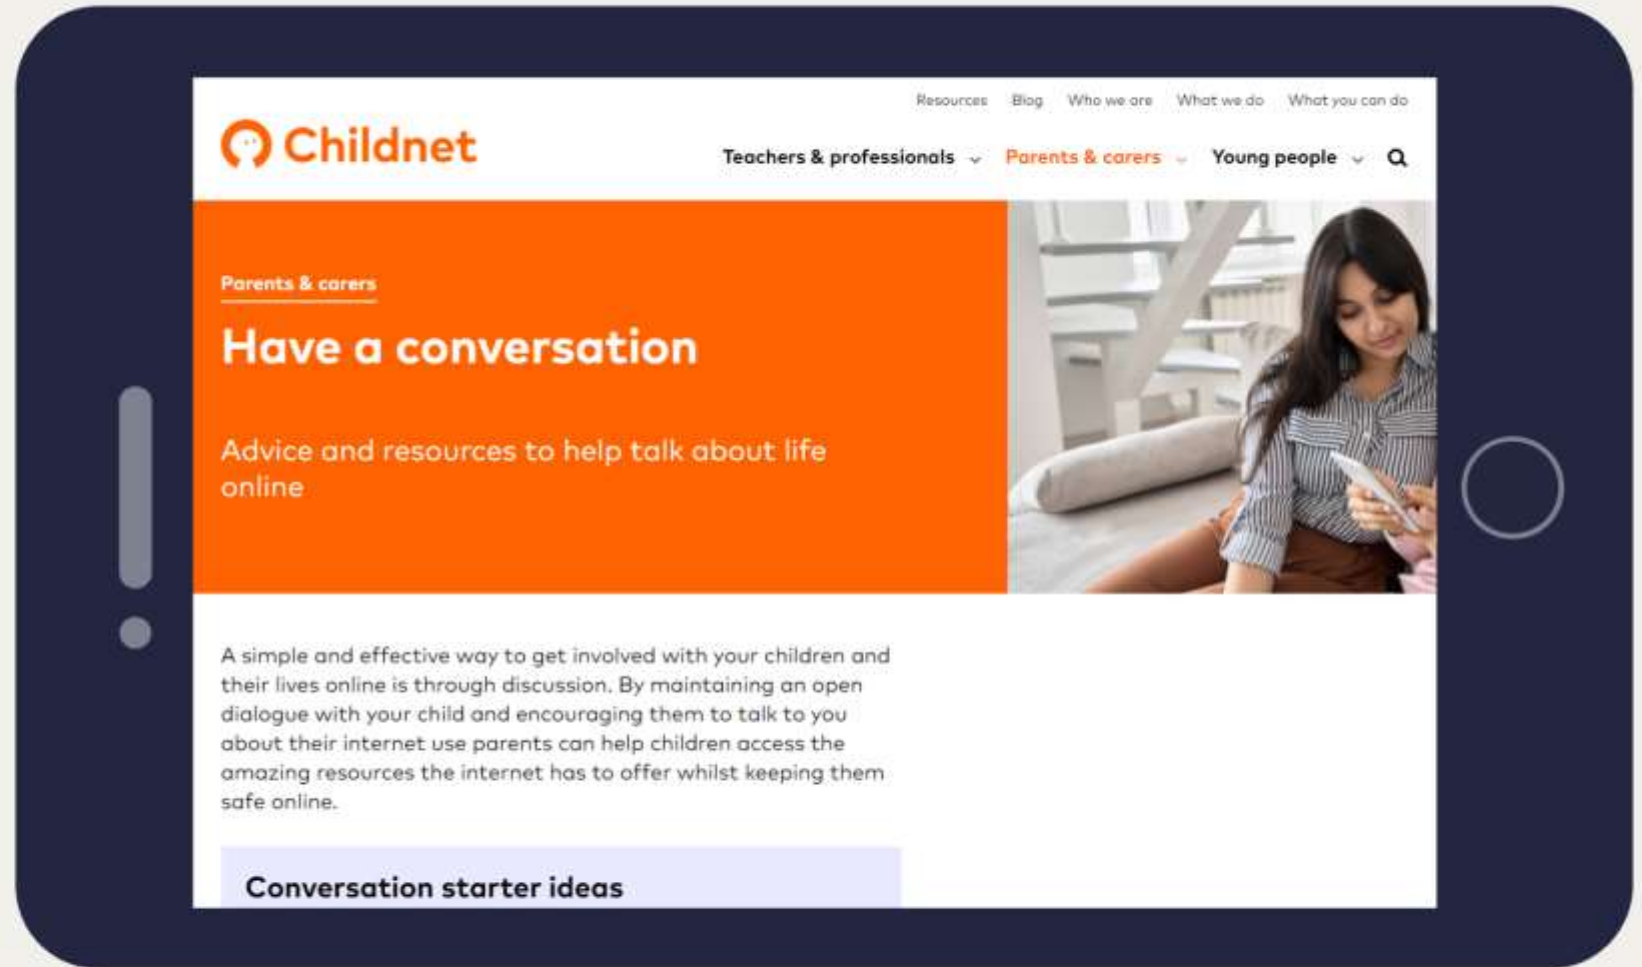 Resources Blog Who we are What we do What you can do
Childnet
Teachers & professionals Parents & carers Young people
Parents & carers
Have a conversation
Advice and resources to help talk about life
online
A simple and effective way to get involved with your children and
their lives online is through discussion. By maintaining an open
dialogue with your child and encouraging them to talk to you
about their internet use parents can help children access the
amazing resources the internet has to offer whilst keeping them
safe online.
Conversation starter ideas